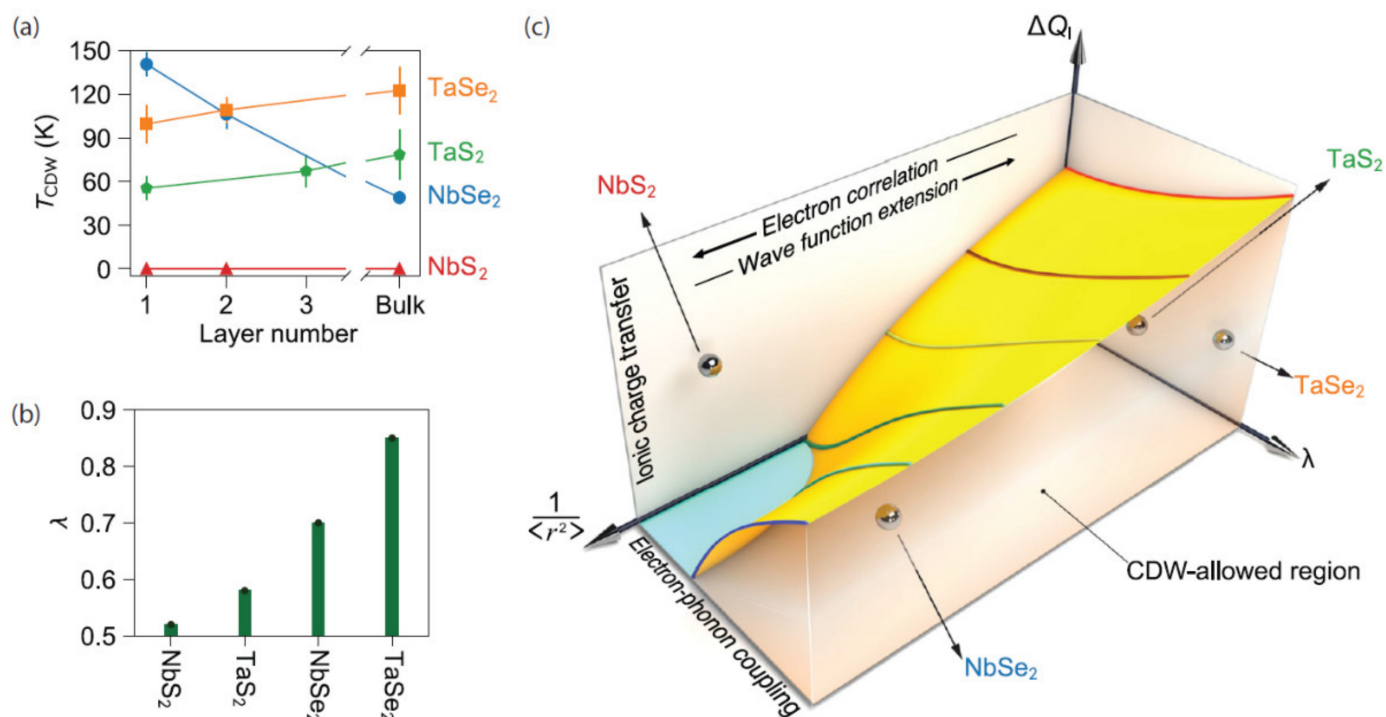 (a)
150
120
90
60
30
0
T_CDW (K)
1
2
3
Bulk
Layer number
TaSe₂
TaS₂
NbSe₂
NbS₂
(b)
0.9
0.8
0.7
0.6
0.5
λ
NbS₂
TaS₂
NbSe₂
TaSe₂
(c)
ΔQ_I
NbS₂
Electron correlation
Wave function extension
TaS₂
Ionic charge transfer
TaSe₂
λ
1
<r²>
Electron-phonon coupling
CDW-allowed region
NbSe₂